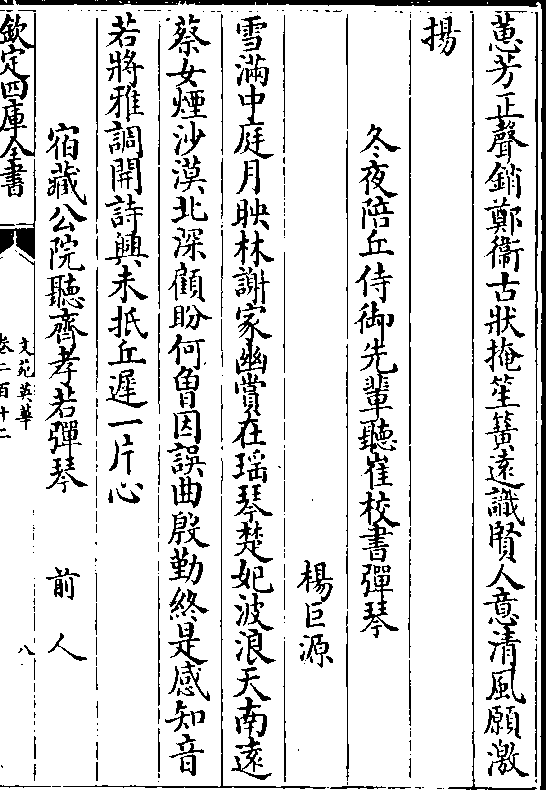 蕙芳正聲銷鄭衞古狀掩笙簧遠識賢人意清風願激
揚
冬夜陪丘侍御先輩聽崔校書彈琴
楊巨源
雪滿中庭月映林謝家幽賞在瑶琴楚妃波浪天南遠
蔡女煙沙漠北深顧盼何曾因誤曲殷勤終是感知音
若將雅調開詩興未抵丘遲一片心
宿藏公院聽齊孝若彈琴 前人
欽定四庫全書
文苑英華
卷二百十二
八